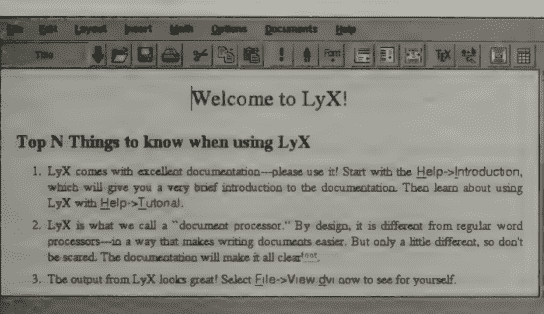 File Edit Layout Insert Math Options Documents Help
Title Font TEX
Welcome to LyX!
Top N Things to know when using LyX
1. LyX comes with excellent documentation---please use it! Start with the Help->Introduction,
which will give you a very brief introduction to the documentation. Then learn about using
LyX with Help->Tutorial.
2. LyX is what we call a "document processor." By design, it is different from regular word
processors---in a way that makes writing documents easier. But only a little different, so don't
be scared. The documentation will make it all clear!foot.
3. The output from LyX looks great! Select File->View dvi now to see for yourself.